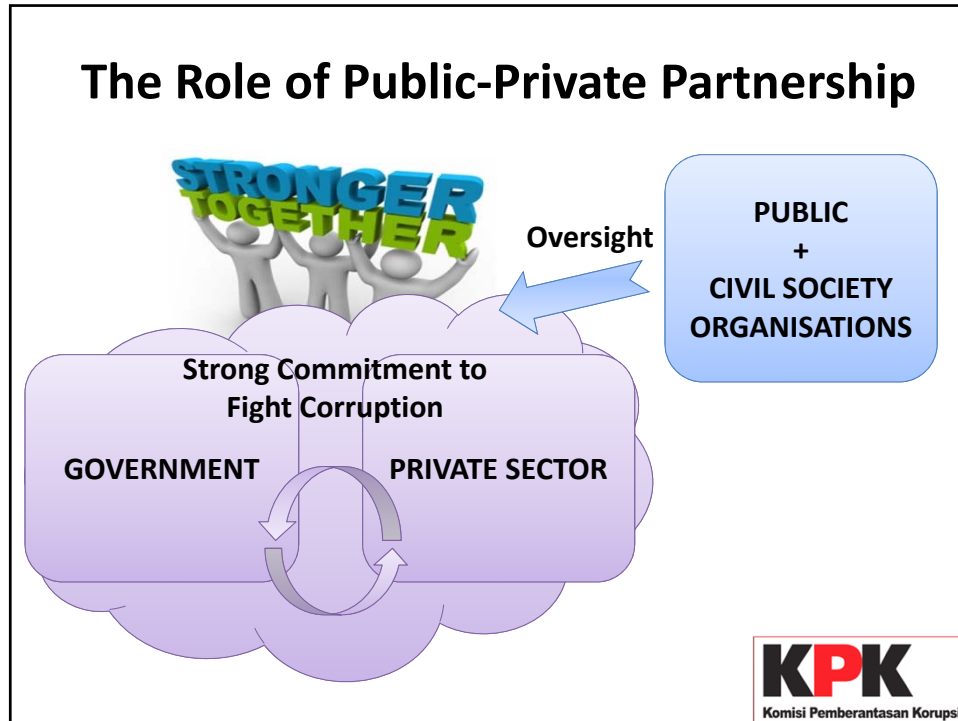 The Role of Public-Private Partnership
STRONGER
TOGETHER
Oversight
PUBLIC
+
CIVIL SOCIETY
ORGANISATIONS
Strong Commitment to
Fight Corruption
GOVERNMENT
PRIVATE SECTOR
KPK
Komisi Pemberantasan Korupsi